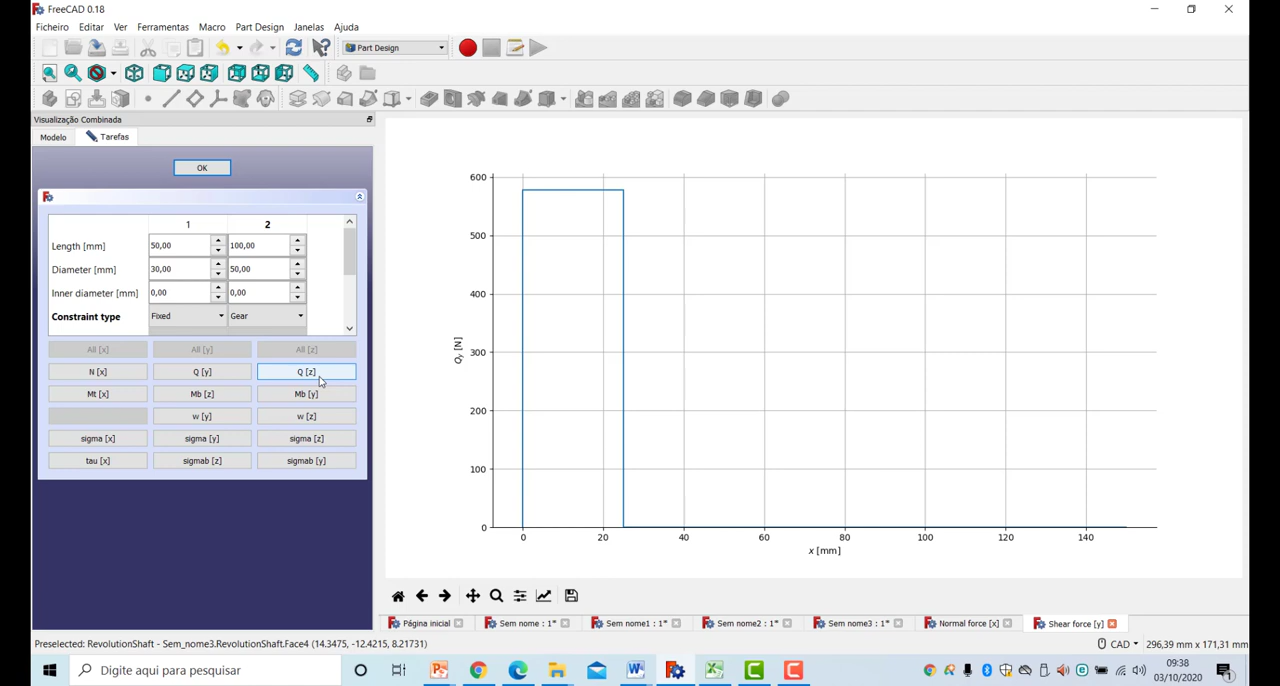 FreeCAD 0.18
Ficheiro Editar Ver Ferramentas Macro Part Design Janelas Ajuda
Part Design
Visualização Combinada
Modelo Tarefas
OK
1 2
Length [mm] 50,00 100,00
Diameter [mm] 30,00 50,00
Inner diameter [mm] 0,00 0,00
Constraint type Fixed Gear
All [x] All [y] All [z]
N [x] Q [y] Q [z]
Mt [x] Mb [z] Mb [y]
w [y] w [z]
sigma [x] sigma [y] sigma [z]
tau [x] sigmab [z] sigmab [y]
600
500
400
300
200
100
0
Qy [N]
0 20 40 60 80 100 120 140
x [mm]
Página inicial Sem nome : 1* Sem nome1 : 1* Sem nome2 : 1* Sem nome3 : 1* Normal force [x] Shear force [y]
Preselected: RevolutionShaft - Sem_nome3.RevolutionShaft.Face4 (14.3475, -12.4215, 8.21731)
CAD 296,39 mm x 171,31 mm
Digite aqui para pesquisar
09:38
03/10/2020